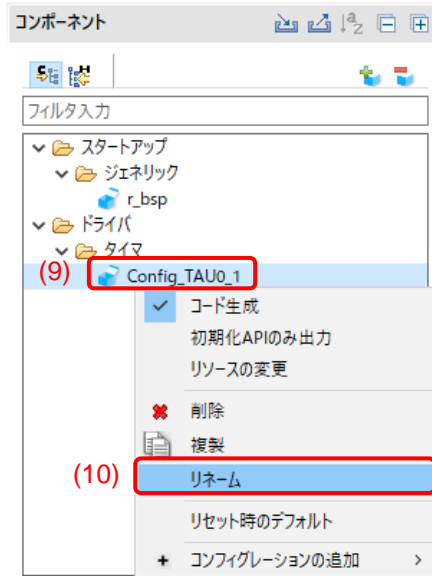 コンポーネント
フィルタ入力
スタートアップ
ジェネリック
r_bsp
ドライバ
タイマ
(9) Config_TAU0_1
コード生成
初期化APIのみ出力
リソースの変更
削除
複製
(10) リネーム
リセット時のデフォルト
コンフィグレーションの追加